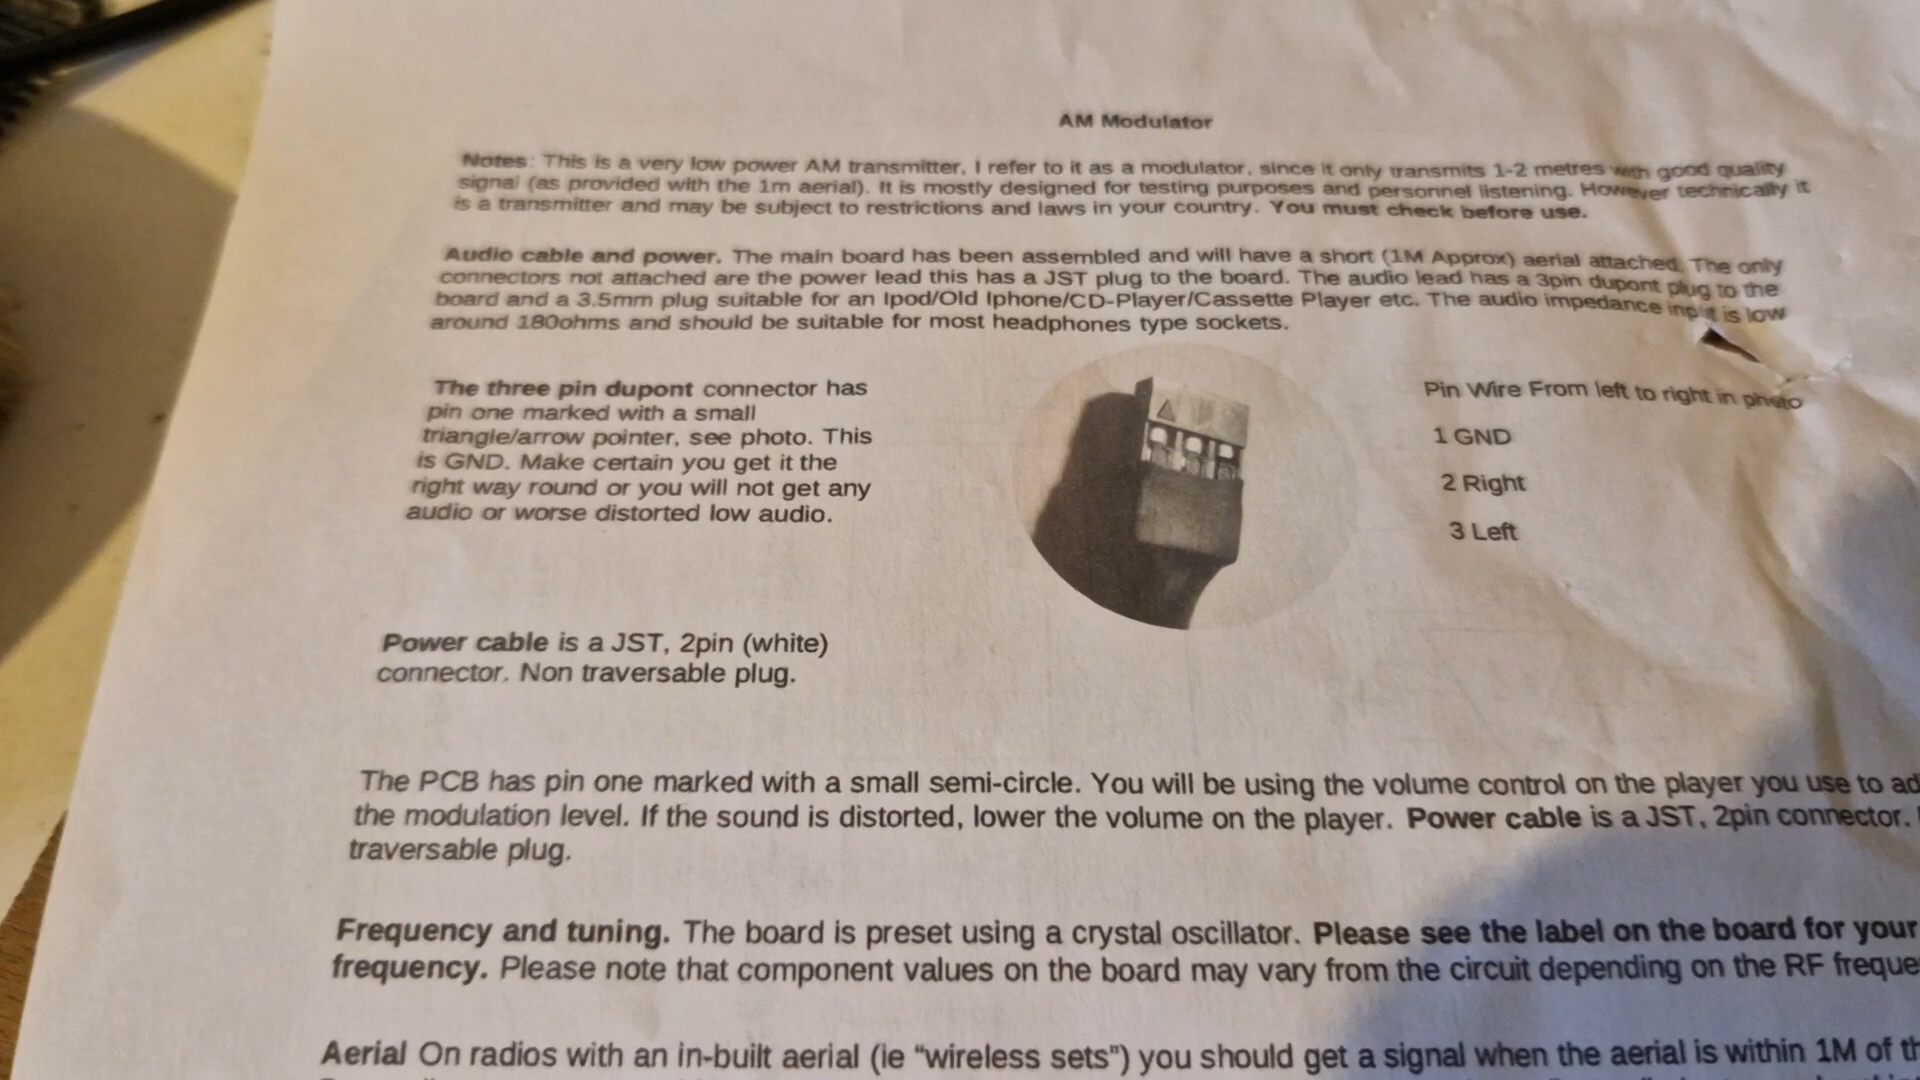 AM Modulator
Notes: This is a very low power AM transmitter, I refer to it as a modulator, since it only transmits 1-2 metres with good quality
signal (as provided with the 1m aerial). It is mostly designed for testing purposes and personnel listening. However technically it
is a transmitter and may be subject to restrictions and laws in your country. You must check before use.
Audio cable and power. The main board has been assembled and will have a short (1M Approx) aerial attached. The only
connectors not attached are the power lead this has a JST plug to the board. The audio lead has a 3pin dupont plug to the
board and a 3.5mm plug suitable for an Ipod/Old Iphone/CD-Player/Cassette Player etc. The audio impedance input is low
around 180ohms and should be suitable for most headphones type sockets.
The three pin dupont connector has
pin one marked with a small
triangle/arrow pointer, see photo. This
is GND. Make certain you get it the
right way round or you will not get any
audio or worse distorted low audio.
Pin Wire From left to right in photo
1 GND
2 Right
3 Left
Power cable is a JST, 2pin (white)
connector. Non traversable plug.
The PCB has pin one marked with a small semi-circle. You will be using the volume control on the player you use to ad
the modulation level. If the sound is distorted, lower the volume on the player. Power cable is a JST, 2pin connector.
traversable plug.
Frequency and tuning. The board is preset using a crystal oscillator. Please see the label on the board for your
frequency. Please note that component values on the board may vary from the circuit depending on the RF freque
Aerial On radios with an in-built aerial (ie "wireless sets") you should get a signal when the aerial is within 1M of th